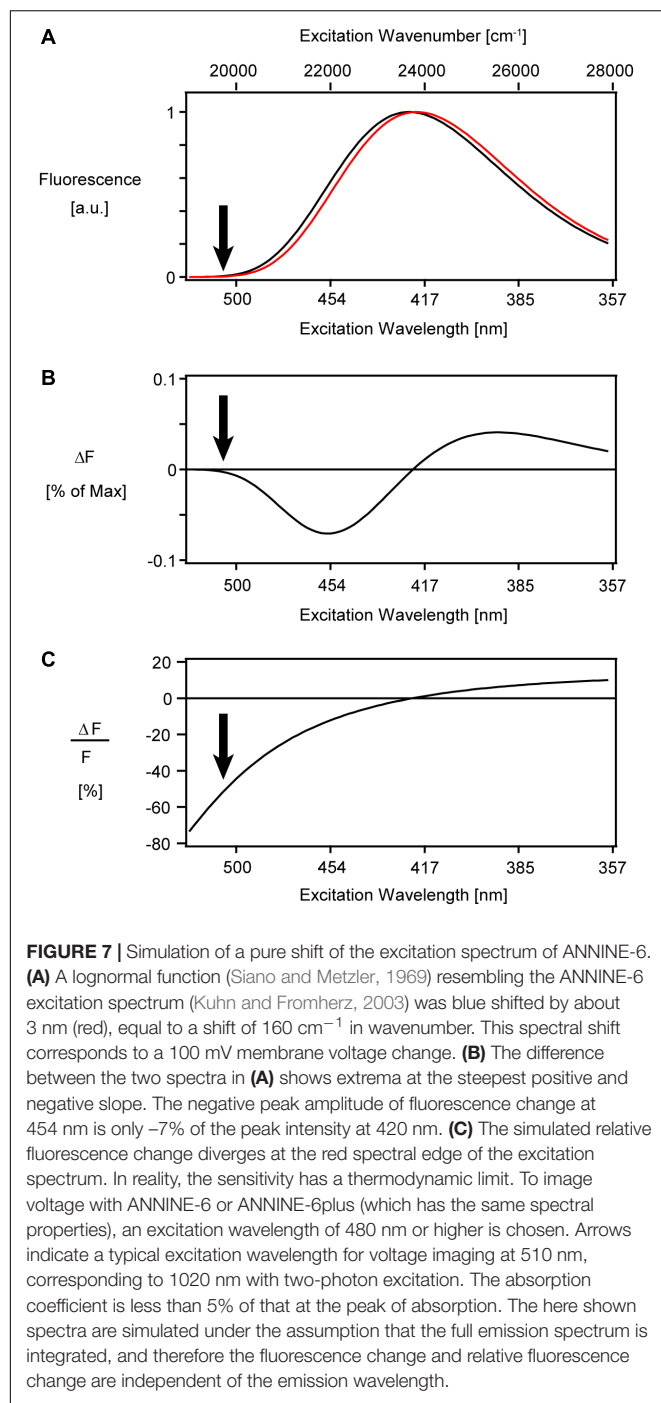 A
Excitation Wavenumber [cm-1]
20000 22000 24000 26000 28000
1
Fluorescence
[a.u.]
0
500 454 417 385 357
Excitation Wavelength [nm]
B
0.1
ΔF
0
[% of Max]
-0.1
500 454 417 385 357
Excitation Wavelength [nm]
C
20
0
ΔF
-20
F
-40
[%]
-60
-80
500 454 417 385 357
Excitation Wavelength [nm]
FIGURE 7 | Simulation of a pure shift of the excitation spectrum of ANNINE-6.
(A) A lognormal function (Siano and Metzler, 1969) resembling the ANNINE-6
excitation spectrum (Kuhn and Fromherz, 2003) was blue shifted by about
3 nm (red), equal to a shift of 160 cm−1 in wavenumber. This spectral shift
corresponds to a 100 mV membrane voltage change. (B) The difference
between the two spectra in (A) shows extrema at the steepest positive and
negative slope. The negative peak amplitude of fluorescence change at
454 nm is only –7% of the peak intensity at 420 nm. (C) The simulated relative
fluorescence change diverges at the red spectral edge of the excitation
spectrum. In reality, the sensitivity has a thermodynamic limit. To image
voltage with ANNINE-6 or ANNINE-6plus (which has the same spectral
properties), an excitation wavelength of 480 nm or higher is chosen. Arrows
indicate a typical excitation wavelength for voltage imaging at 510 nm,
corresponding to 1020 nm with two-photon excitation. The absorption
coefficient is less than 5% of that at the peak of absorption. The here shown
spectra are simulated under the assumption that the full emission spectrum is
integrated, and therefore the fluorescence change and relative fluorescence
change are independent of the emission wavelength.